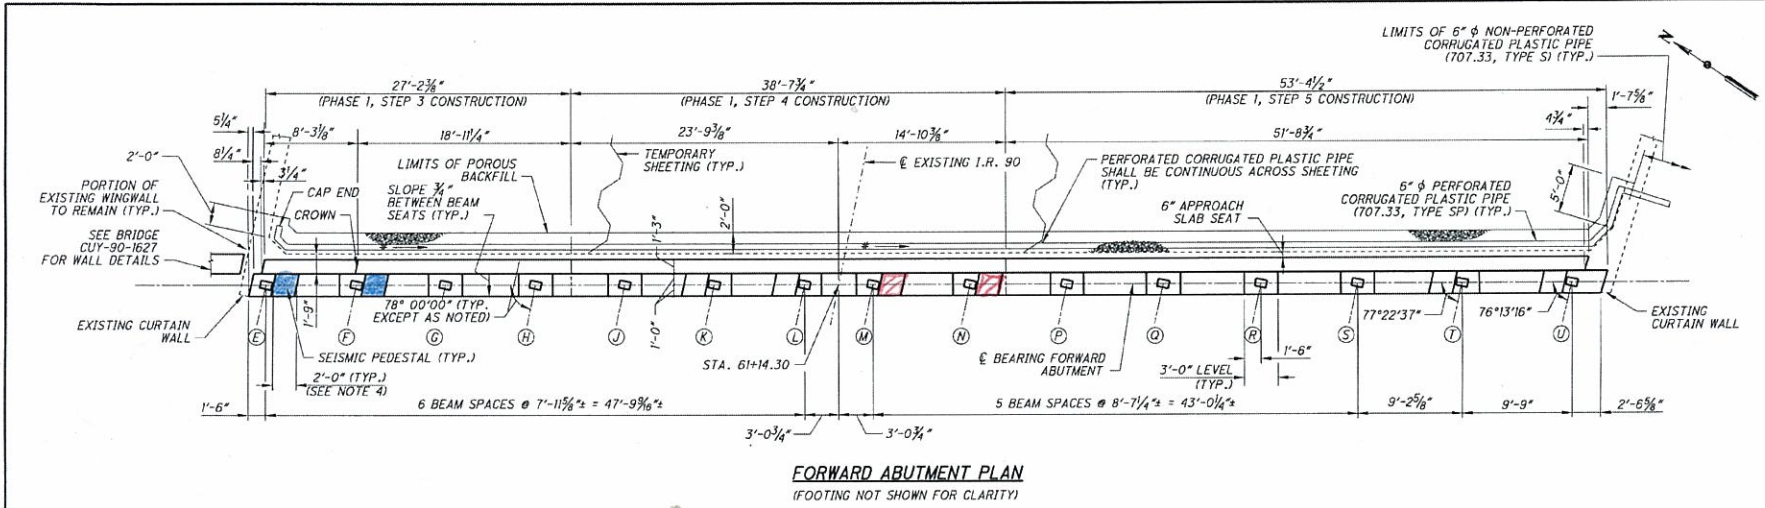 LIMITS OF 6" ϕ NON-PERFORATED
CORRUGATED PLASTIC PIPE
(707.33, TYPE S) (TYP.)
N
27'-2⅜"
(PHASE 1, STEP 3 CONSTRUCTION)
38'-7¾"
(PHASE 1, STEP 4 CONSTRUCTION)
53'-4½"
(PHASE 1, STEP 5 CONSTRUCTION)
1'-7⅝"
5¼"
8'-3⅛"
18'-11¼"
23'-9⅜"
14'-10⅜"
51'-8¾"
4¾"
2'-0"
8¼"
3¼"
LIMITS OF POROUS
BACKFILL
TEMPORARY
SHEETING (TYP.)
℄ EXISTING I.R. 90
PERFORATED CORRUGATED PLASTIC PIPE
SHALL BE CONTINUOUS ACROSS SHEETING
(TYP.)
5'-0"
PORTION OF
EXISTING WINGWALL
TO REMAIN (TYP.)
CAP END
CROWN
SLOPE ¾"
BETWEEN BEAM
SEATS (TYP.)
1'-3"
2'-0"
6" APPROACH
SLAB SEAT
6" ϕ PERFORATED
CORRUGATED PLASTIC PIPE
(707.33, TYPE SP) (TYP.)
SEE BRIDGE
CUY-90-1627
FOR WALL DETAILS
1'-9"
78° 00'00" (TYP.
EXCEPT AS NOTED)
1'-0"
77°22'37"
76°13'16"
EXISTING CURTAIN
WALL
EXISTING
CURTAIN WALL
E F G H J K L M N P Q R S T U
SEISMIC PEDESTAL (TYP.)
2'-0" (TYP.)
(SEE NOTE 4)
STA. 61+14.30
℄ BEARING FORWARD
ABUTMENT
3'-0" LEVEL
(TYP.)
1'-6"
1'-6"
6 BEAM SPACES @ 7'-11⅝"± = 47'-9⁹⁄₁₆"±
5 BEAM SPACES @ 8'-7¼"± = 43'-0¼"±
9'-2⅝"
9'-9"
2'-6⅝"
3'-0¾"
3'-0¾"
FORWARD ABUTMENT PLAN
(FOOTING NOT SHOWN FOR CLARITY)